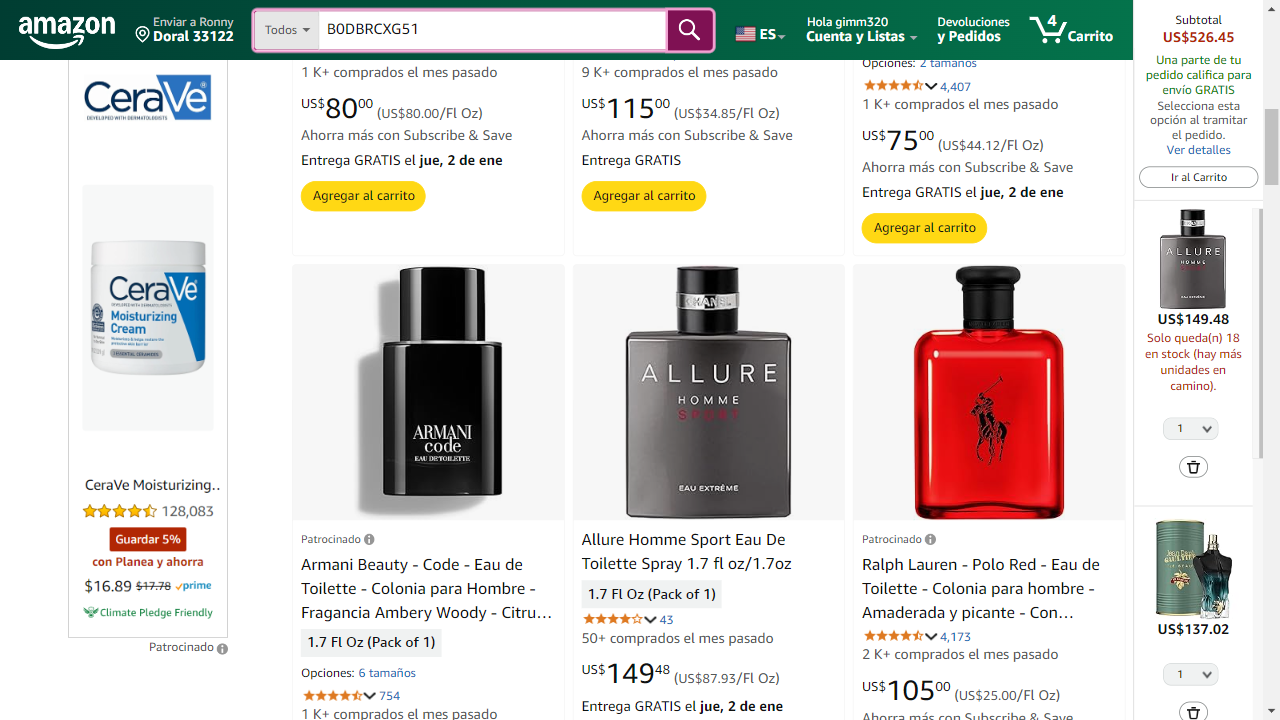 amazon
Enviar a Ronny
Doral 33122
Todos
B0DBRCXG51
ES
Hola gimm320
Cuenta y Listas
Devoluciones
y Pedidos
4
Carrito
CeraVe®
DEVELOPED WITH DERMATOLOGISTS
CeraVe
Moisturizing
Cream
CeraVe Moisturizing..
128,083
Guardar 5%
con Planea y ahorra
$16.89 $17.78 prime
Climate Pledge Friendly
Patrocinado
1 K+ comprados el mes pasado
US$8000 (US$80.00/Fl Oz)
Ahorra más con Subscribe & Save
Entrega GRATIS el jue, 2 de ene
Agregar al carrito
9 K+ comprados el mes pasado
US$11500 (US$34.85/Fl Oz)
Ahorra más con Subscribe & Save
Entrega GRATIS
Agregar al carrito
Opciones: 2 tamaños
4,407
1 K+ comprados el mes pasado
US$7500 (US$44.12/Fl Oz)
Ahorra más con Subscribe & Save
Entrega GRATIS el jue, 2 de ene
Agregar al carrito
ARMANI
code
EAU DE TOILETTE
Patrocinado
Armani Beauty - Code - Eau de
Toilette - Colonia para Hombre -
Fragancia Ambery Woody - Citru...
1.7 Fl Oz (Pack of 1)
Opciones: 6 tamaños
754
1 K+ comprados el mes pasado
CHANEL
ALLURE
HOMME
SPORT
EAU EXTRÊME
Allure Homme Sport Eau De
Toilette Spray 1.7 fl oz/1.7oz
1.7 Fl Oz (Pack of 1)
43
50+ comprados el mes pasado
US$14948 (US$87.93/Fl Oz)
Entrega GRATIS el jue, 2 de ene
Patrocinado
Ralph Lauren - Polo Red - Eau de
Toilette - Colonia para hombre -
Amaderada y picante - Con...
4,173
2 K+ comprados el mes pasado
US$10500 (US$25.00/Fl Oz)
Ahorra más con Subscribe & Save
Subtotal
US$526.45
Una parte de tu
pedido califica para
envío GRATIS
Selecciona esta
opción al tramitar
el pedido.
Ver detalles
Ir al Carrito
ALLURE
HOMME
SPORT
EAU EXTRÊME
US$149.48
Solo queda(n) 18
en stock (hay más
unidades en
camino).
1
US$137.02
1